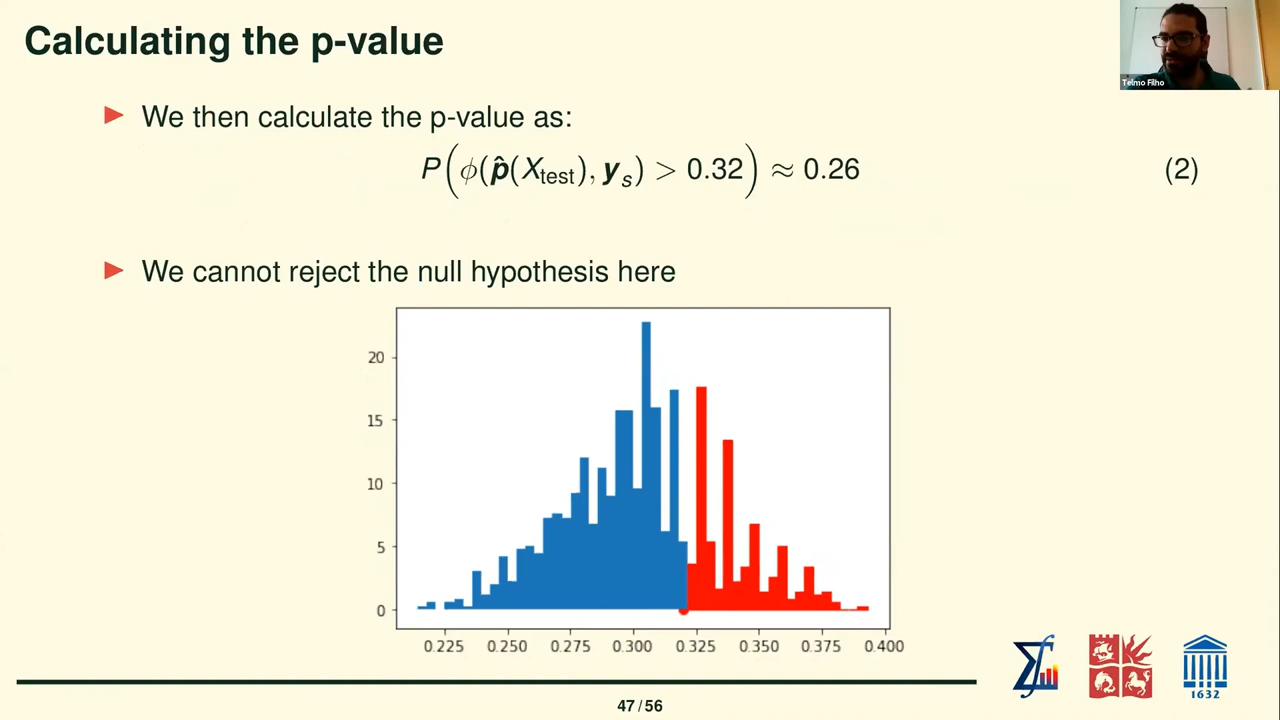 Calculating the p-value
Telmo Filho
▶ We then calculate the p-value as:
P(ϕ(p̂(X_test), y_s) > 0.32) ≈ 0.26 (2)
▶ We cannot reject the null hypothesis here
20
15
10
5
0
0.225 0.250 0.275 0.300 0.325 0.350 0.375 0.400
1632
47 / 56